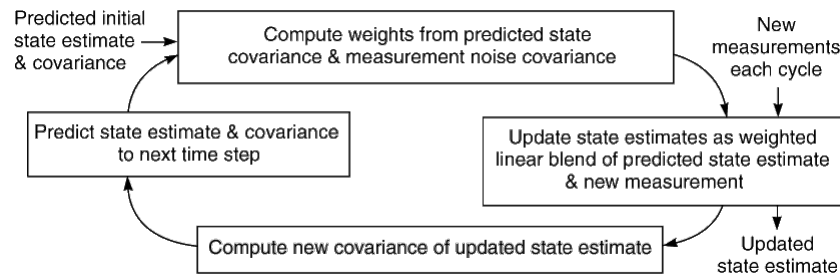 Predicted initial
state estimate
& covariance
Compute weights from predicted state
covariance & measurement noise covariance
New
measurements
each cycle
Predict state estimate & covariance
to next time step
Update state estimates as weighted
linear blend of predicted state estimate
& new measurement
Compute new covariance of updated state estimate
Updated
state estimate